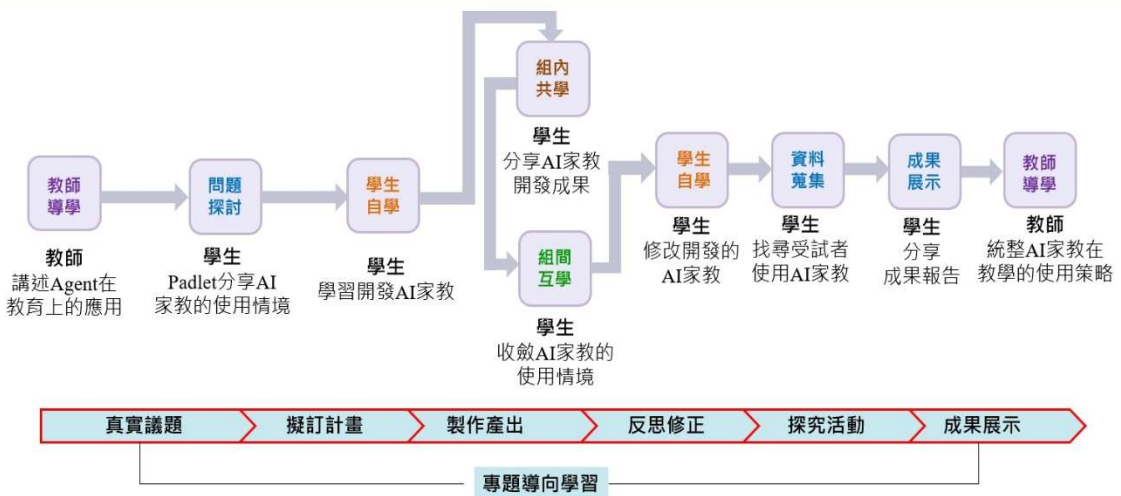 教師
導學
教師
講述Agent在
教育上的應用
問題
探討
學生
Padlet分享AI
家教的使用情境
學生
自學
學生
學習開發AI家教
組內
共學
學生
分享AI家教
開發成果
組間
互學
學生
收斂AI家教的
使用情境
學生
自學
學生
修改開發的
AI家教
資料
蒐集
學生
找尋受試者
使用AI家教
成果
展示
學生
分享
成果報告
教師
導學
教師
統整AI家教在
教學的使用策略
真實議題
擬訂計畫
製作產出
反思修正
探究活動
成果展示
專題導向學習